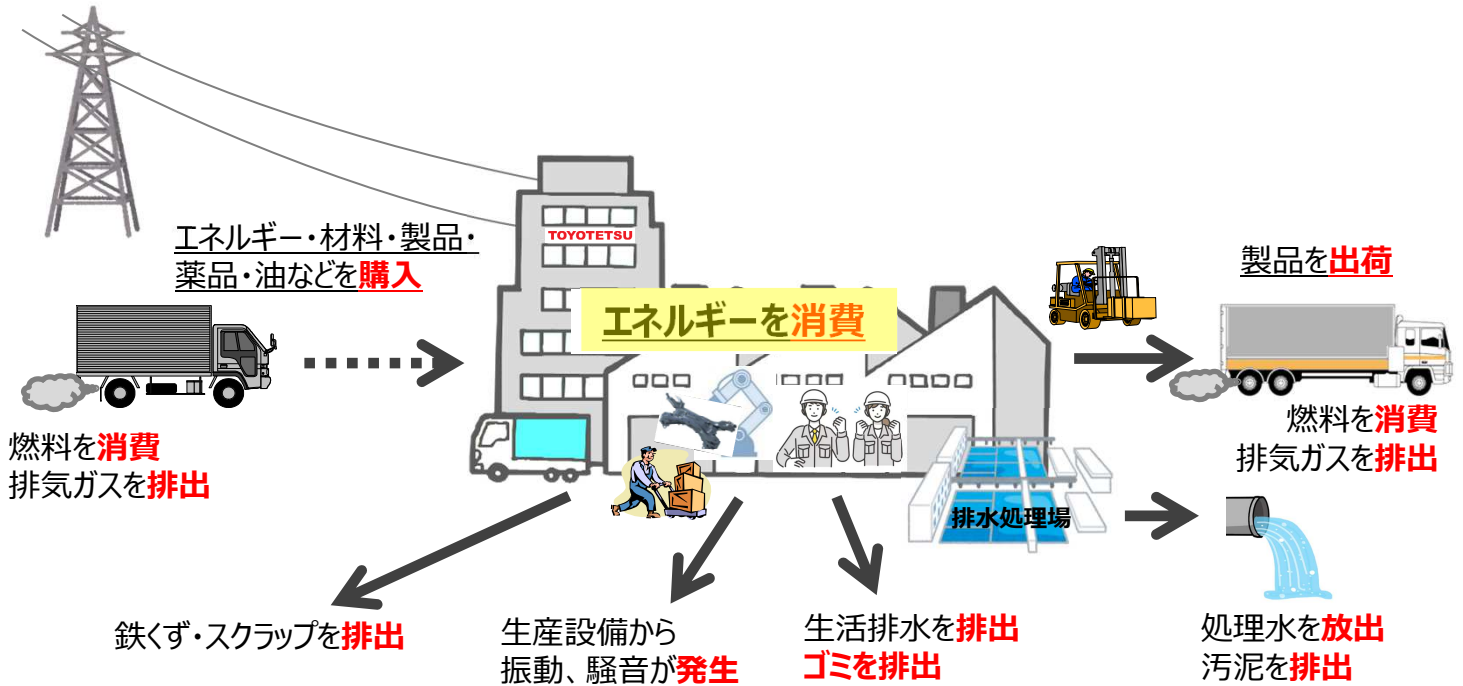 エネルギー・材料・製品・
薬品・油などを購入
TOYOTETSU
エネルギーを消費
製品を出荷
燃料を消費
排気ガスを排出
燃料を消費
排気ガスを排出
排水処理場
鉄くず・スクラップを排出
生産設備から
振動、騒音が発生
生活排水を排出
ゴミを排出
処理水を放出
汚泥を排出